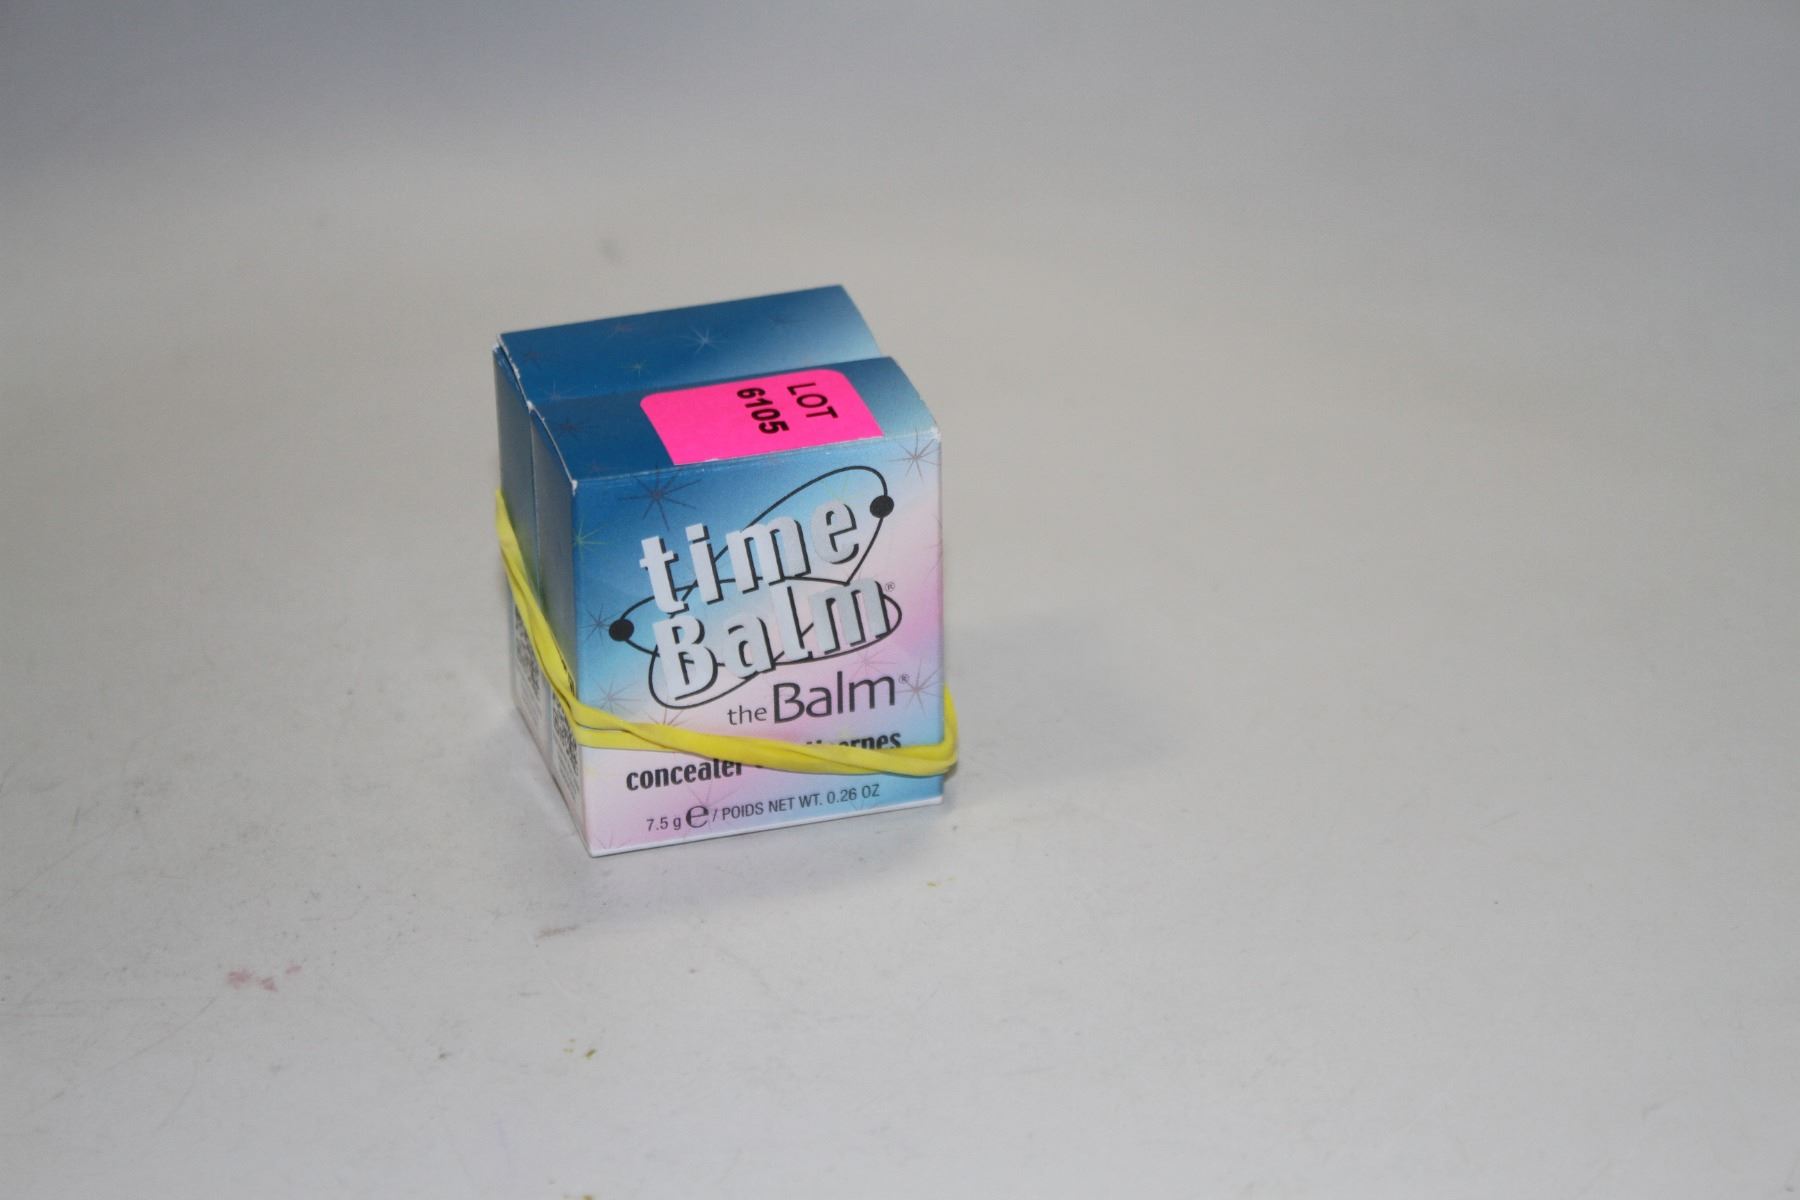 LOT
6105
time
Balm®
the Balm®
concealer
7.5 g e / POIDS NET WT. 0.26 OZ